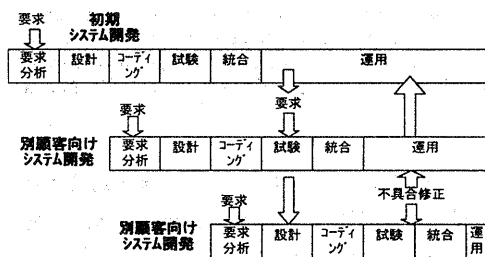 要求
初期
システム開発
要求
分析
設計
コーディ
ング
試験
統合
運用
要求
要求
別顧客向け
システム開発
要求
分析
設計
コーディ
ング
試験
統合
運用
要求
不具合修正
別顧客向け
システム開発
要求
分析
設計
コーディ
ング
試験
統合
運
用